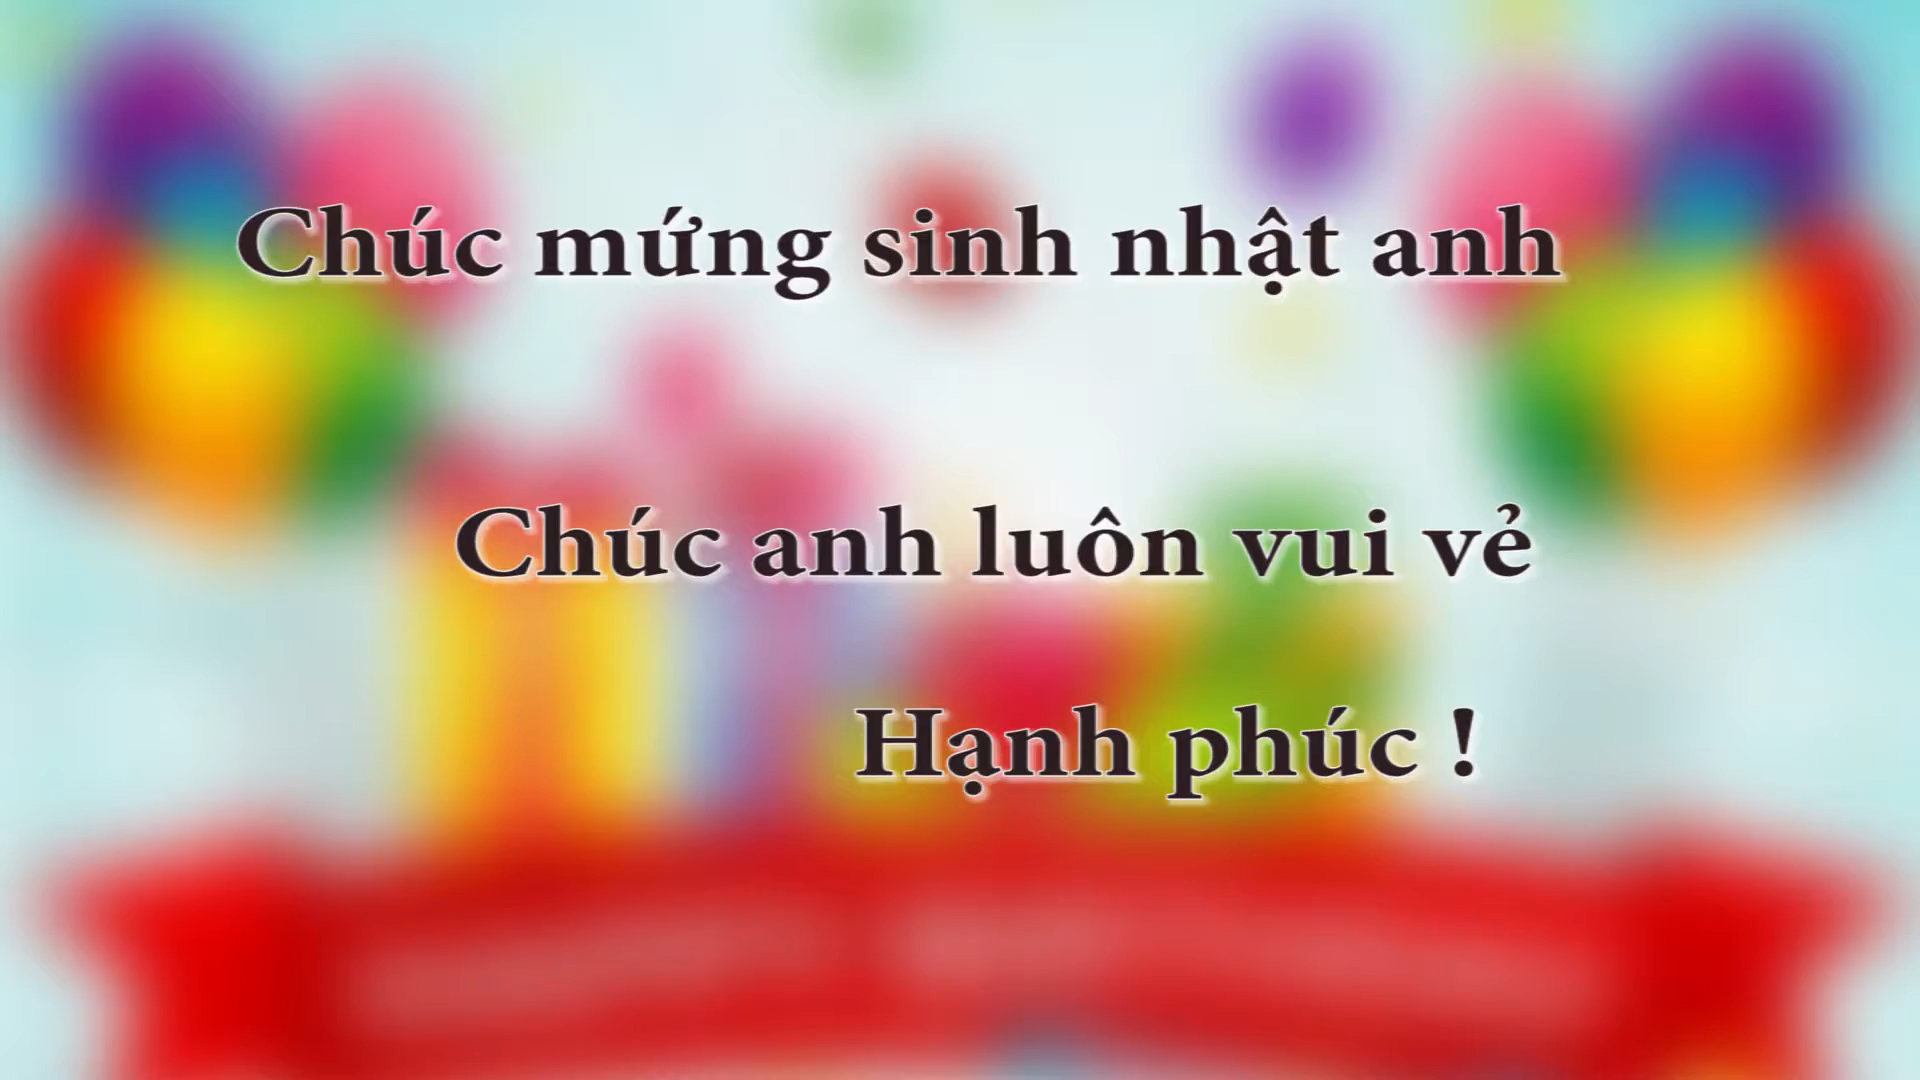 Chúc mứng sinh nhật anh
Chúc anh luôn vui vẻ
Hạnh phúc !